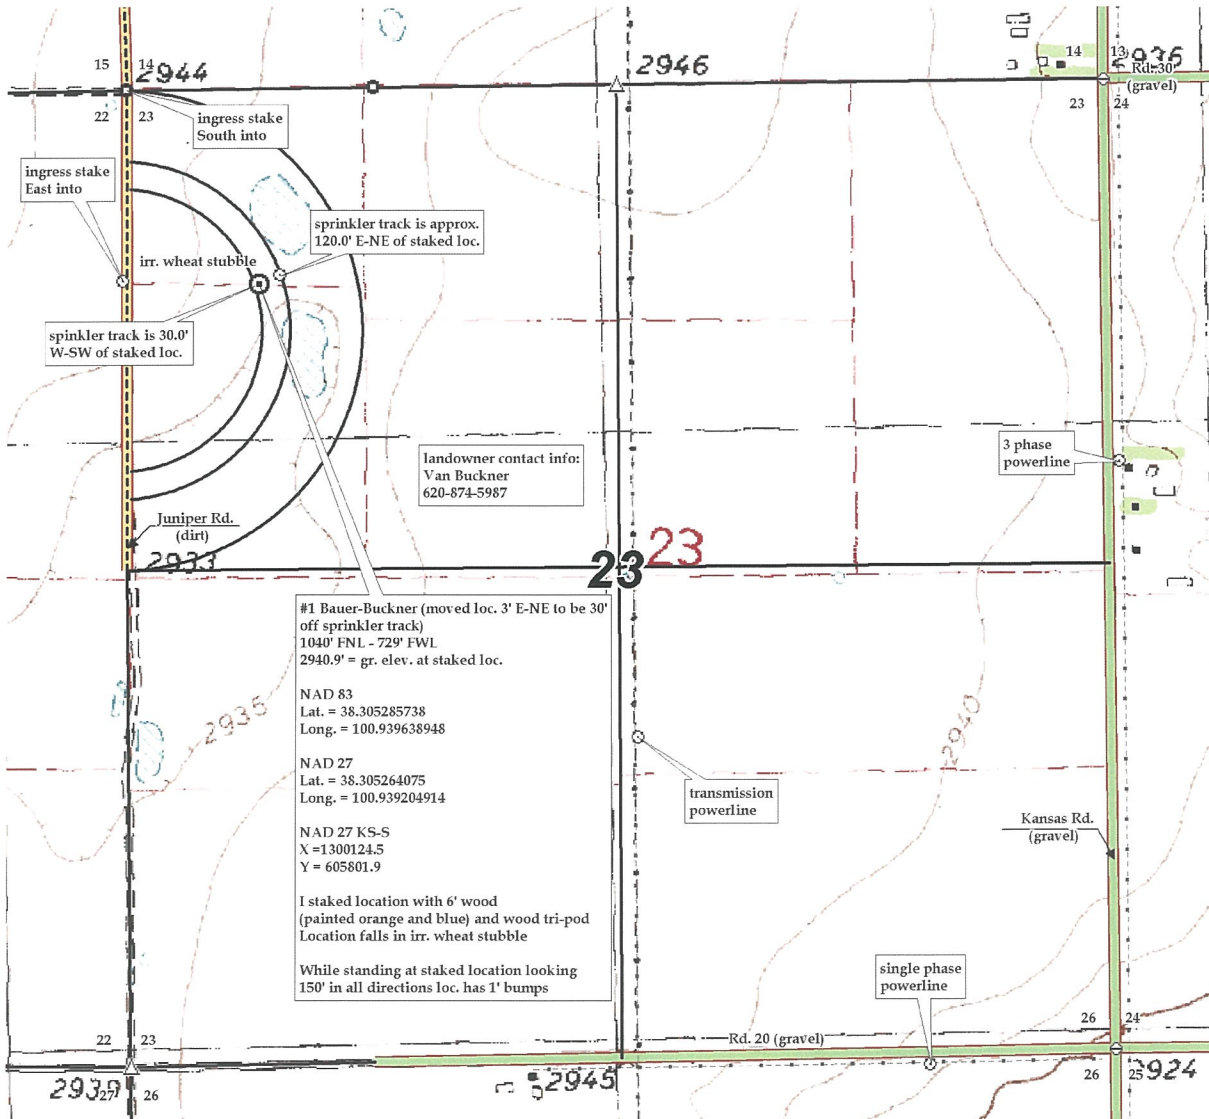 15 14
2944
2946
14 13
2936
Rd. 30
(gravel)
22 23
23 24
ingress stake
South into
ingress stake
East into
sprinkler track is approx.
120.0' E-NE of staked loc.
irr. wheat stubble
spinkler track is 30.0'
W-SW of staked loc.
landowner contact info:
Van Buckner
620-874-5987
3 phase
powerline
Juniper Rd.
(dirt)
2933
23
23
#1 Bauer-Buckner (moved loc. 3' E-NE to be 30'
off sprinkler track)
1040' FNL - 729' FWL
2940.9' = gr. elev. at staked loc.
NAD 83
Lat. = 38.305285738
Long. = 100.939638948
NAD 27
Lat. = 38.305264075
Long. = 100.939204914
NAD 27 KS-S
X =1300124.5
Y = 605801.9
I staked location with 6' wood
(painted orange and blue) and wood tri-pod
Location falls in irr. wheat stubble
While standing at staked location looking
150' in all directions loc. has 1' bumps
2935
2940
transmission
powerline
Kansas Rd.
(gravel)
single phase
powerline
22 23
Rd. 20 (gravel)
26 24
2939
27 26
2945
26 25
2924